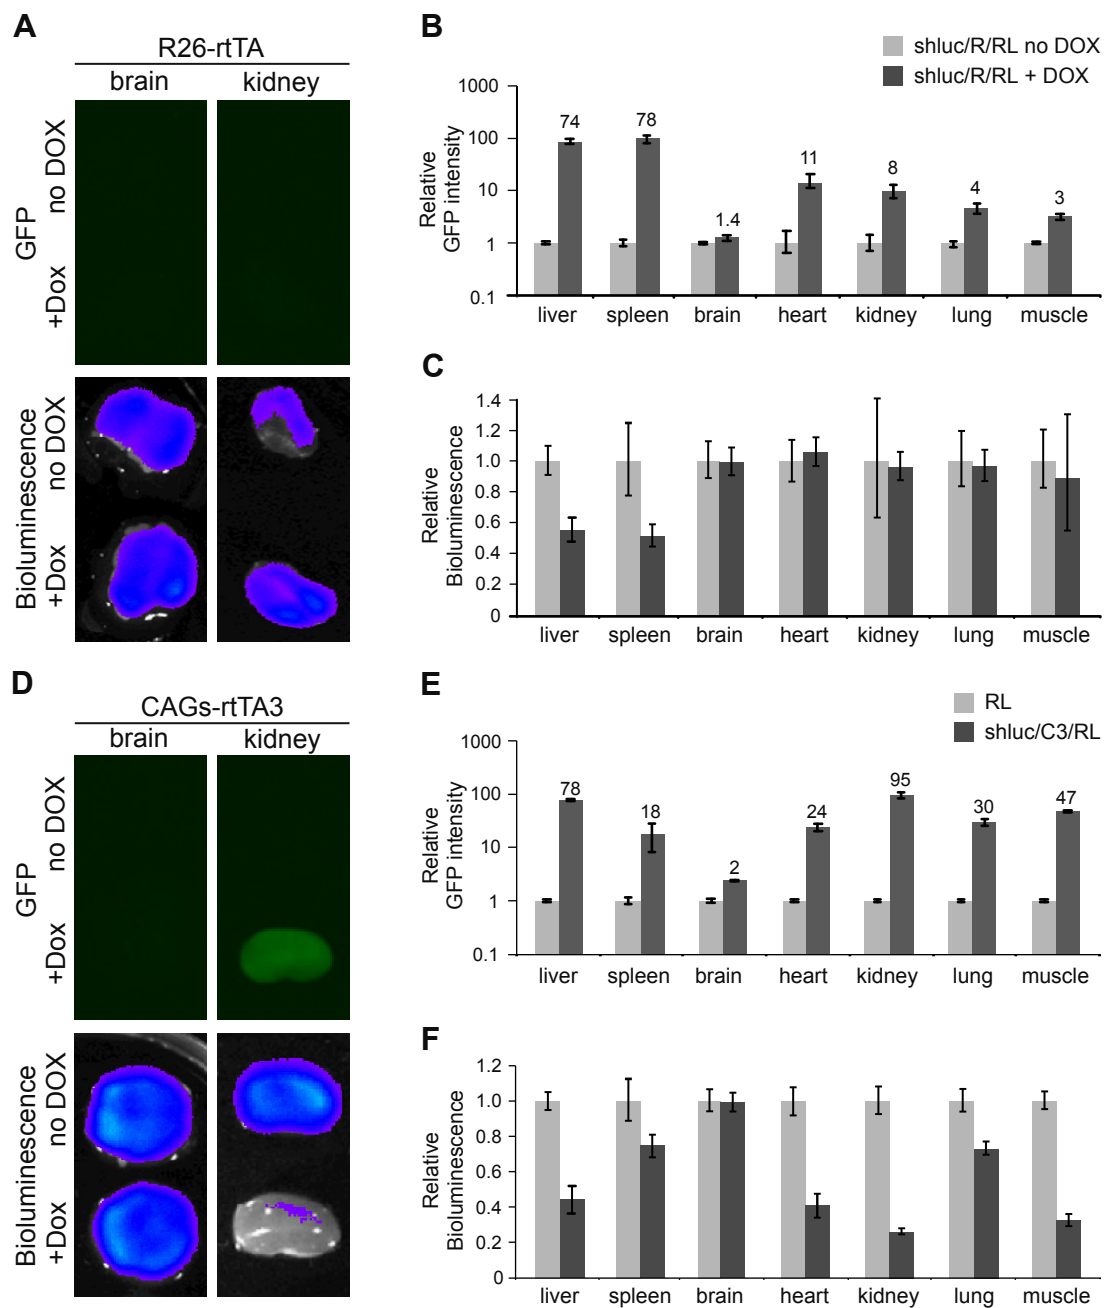 A
R26-rtTA
brain kidney
GFP
no DOX
+Dox
Bioluminescence
no DOX
+Dox
B
shluc/R/RL no DOX
shluc/R/RL + DOX
Relative
GFP intensity
1000
100
10
1
0.1
74 78 1.4 11 8 4 3
liver spleen brain heart kidney lung muscle
C
Relative
Bioluminescence
1.4
1.2
1.0
0.8
0.6
0.4
0.2
0
liver spleen brain heart kidney lung muscle
D
CAGs-rtTA3
brain kidney
GFP
no DOX
+Dox
Bioluminescence
no DOX
+Dox
E
RL
shluc/C3/RL
Relative
GFP intensity
1000
100
10
1
0.1
78 18 2 24 95 30 47
liver spleen brain heart kidney lung muscle
F
Relative
Bioluminescence
1.2
1.0
0.8
0.6
0.4
0.2
0
liver spleen brain heart kidney lung muscle